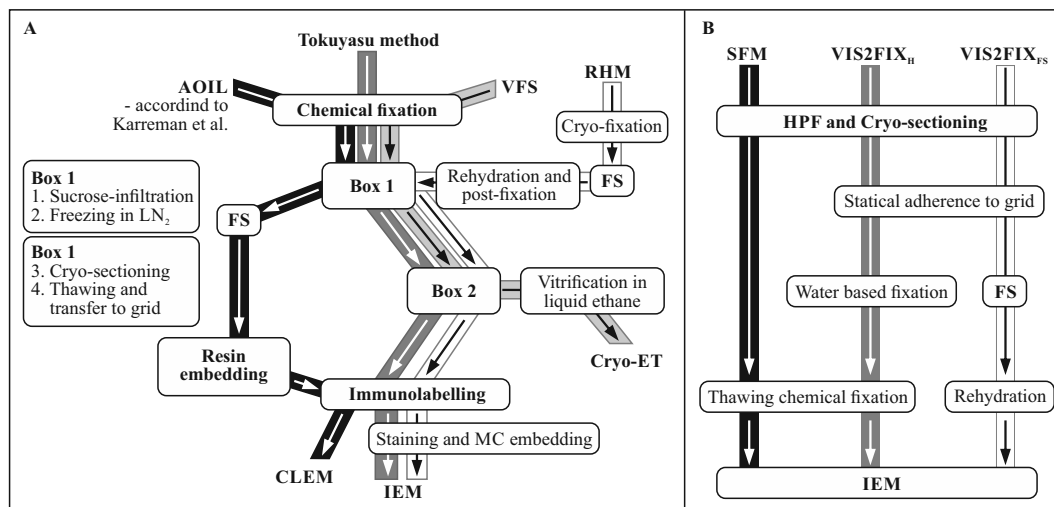 A
Tokuyasu method
AOIL
- accordind to
Karreman et al.
VFS
RHM
Chemical fixation
Cryo-fixation
Box 1
Rehydration and
post-fixation
FS
Box 1
1. Sucrose-infiltration
2. Freezing in LN₂
FS
Box 1
3. Cryo-sectioning
4. Thawing and
transfer to grid
Box 2
Vitrification in
liquid ethane
Resin
embedding
Cryo-ET
Immunolabelling
Staining and MC embedding
CLEM
IEM
B
SFM
VIS2FIX_H
VIS2FIX_FS
HPF and Cryo-sectioning
Statical adherence to grid
Water based fixation
FS
Thawing chemical fixation
Rehydration
IEM